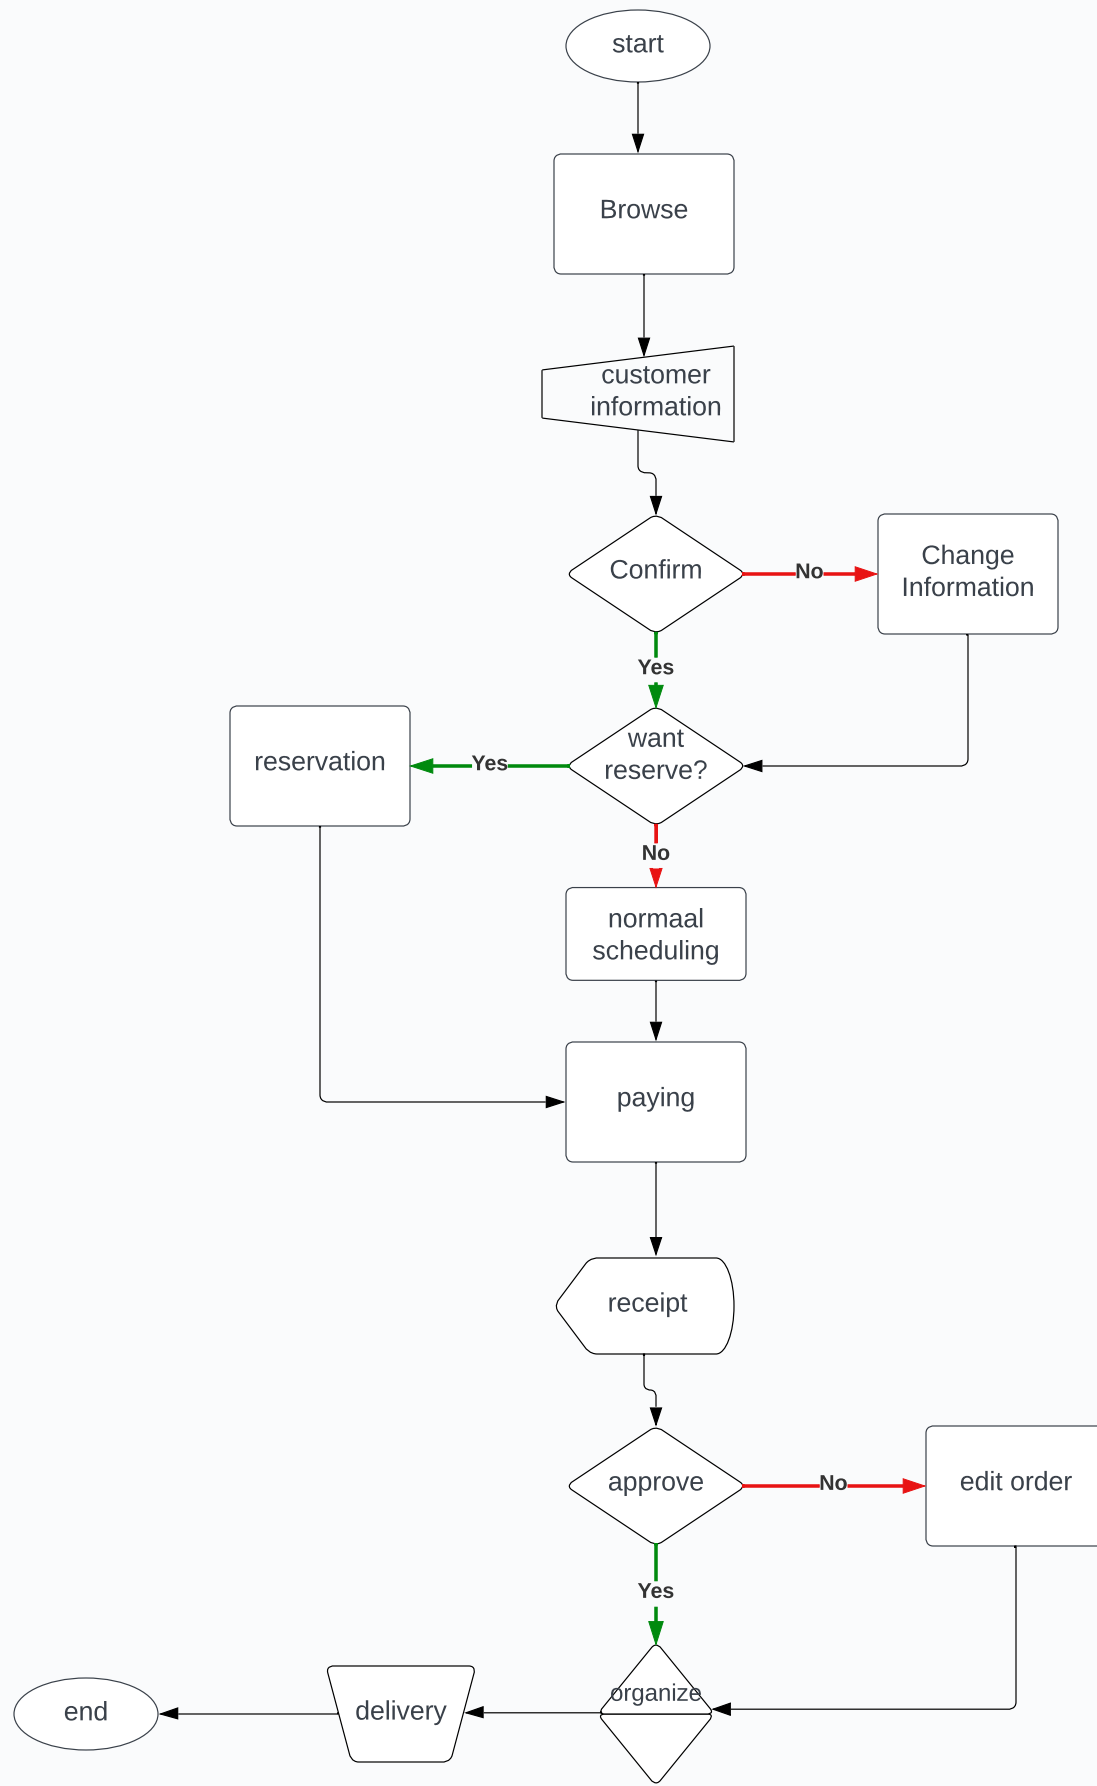 start
Browse
customer
information
Confirm
No
Change
Information
Yes
want
reserve?
Yes
reservation
No
normaal
scheduling
paying
receipt
approve
No
edit order
Yes
organize
delivery
end